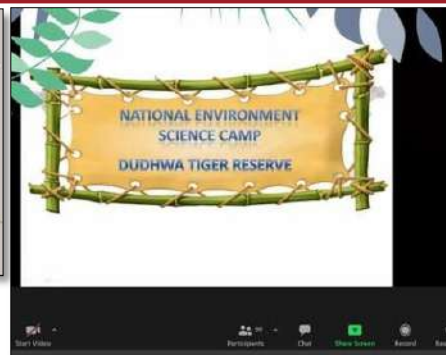 NATIONAL ENVIRONMENT
SCIENCE CAMP
DUDHWA TIGER RESERVE
Start Video
Participants
Chat
Share Screen
Record